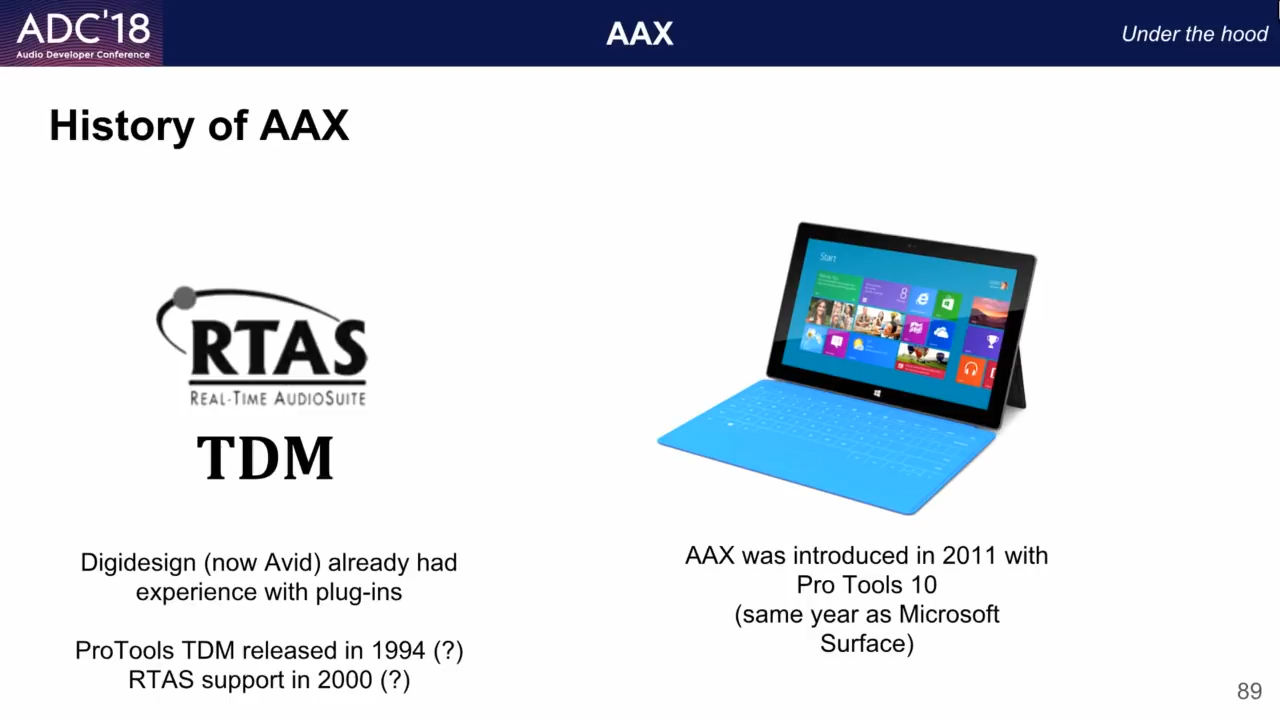 ADC'18
Audio Developer Conference
AAX
Under the hood
History of AAX
RTAS
REAL-TIME AUDIOSUITE
TDM
Start
8
Digidesign (now Avid) already had
experience with plug-ins
ProTools TDM released in 1994 (?)
RTAS support in 2000 (?)
AAX was introduced in 2011 with
Pro Tools 10
(same year as Microsoft
Surface)
89